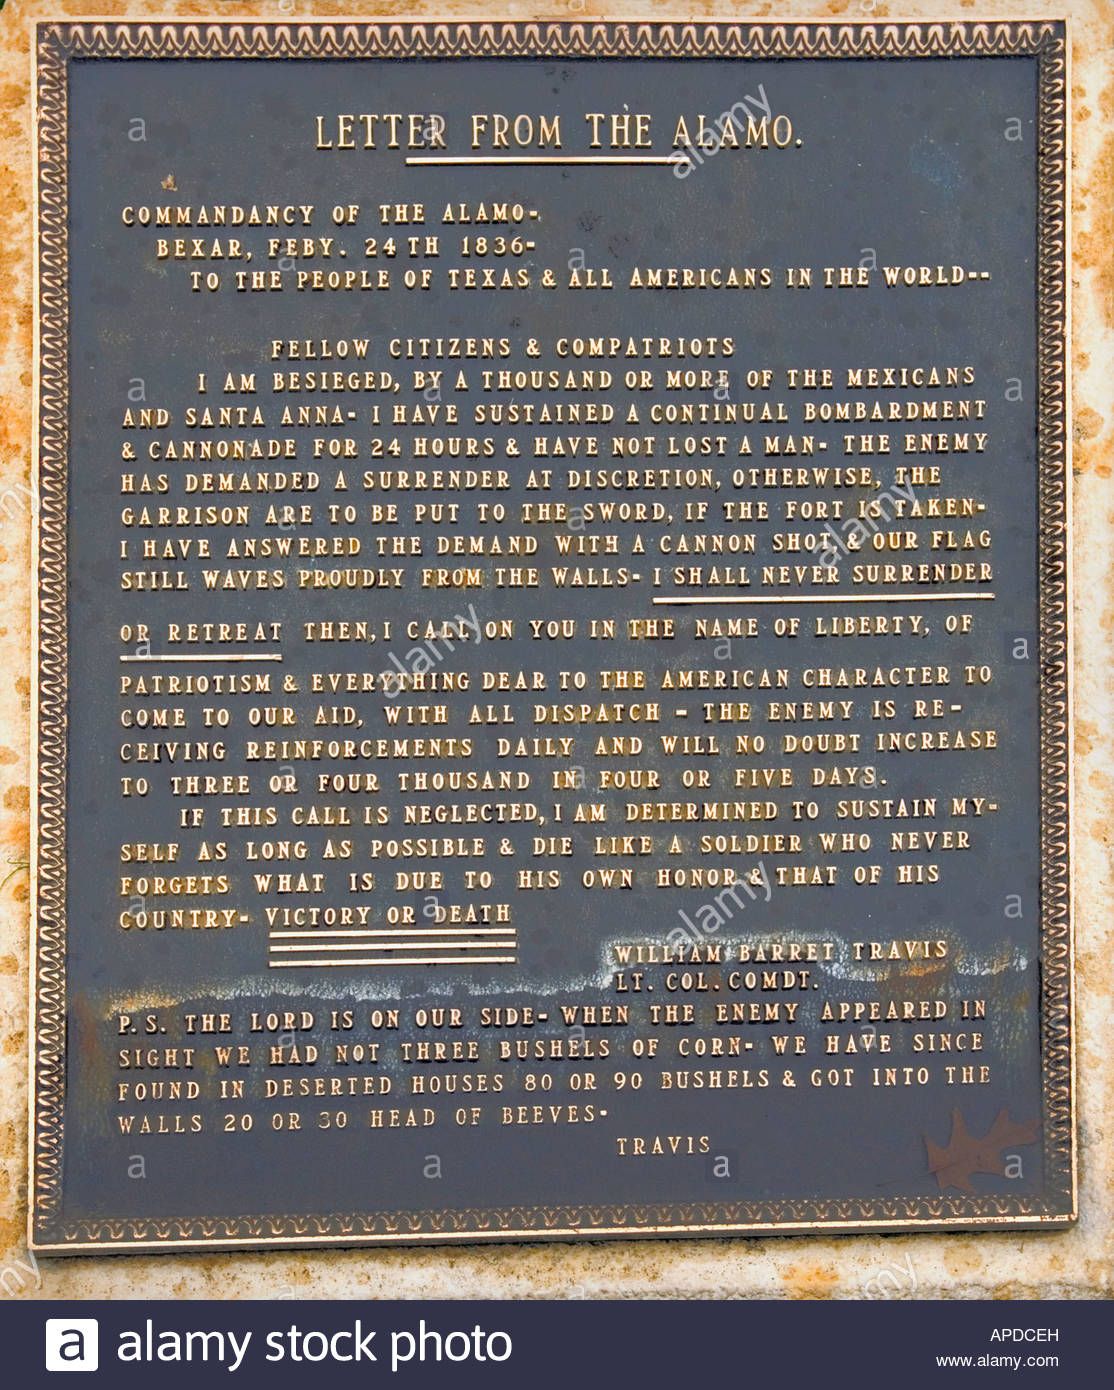 LETTER FROM THE ALAMO.
COMMANDANCY OF THE ALAMO-
BEXAR, FEBY. 24TH 1836-
TO THE PEOPLE OF TEXAS & ALL AMERICANS IN THE WORLD--
FELLOW CITIZENS & COMPATRIOTS
I AM BESIEGED, BY A THOUSAND OR MORE OF THE MEXICANS
AND SANTA ANNA- I HAVE SUSTAINED A CONTINUAL BOMBARDMENT
& CANNONADE FOR 24 HOURS & HAVE NOT LOST A MAN- THE ENEMY
HAS DEMANDED A SURRENDER AT DISCRETION, OTHERWISE, THE
GARRISON ARE TO BE PUT TO THE SWORD, IF THE FORT IS TAKEN-
I HAVE ANSWERED THE DEMAND WITH A CANNON SHOT, & OUR FLAG
STILL WAVES PROUDLY FROM THE WALLS- I SHALL NEVER SURRENDER
OR RETREAT THEN, I CALL ON YOU IN THE NAME OF LIBERTY, OF
PATRIOTISM & EVERYTHING DEAR TO THE AMERICAN CHARACTER TO
COME TO OUR AID, WITH ALL DISPATCH - THE ENEMY IS RE-
CEIVING REINFORCEMENTS DAILY AND WILL NO DOUBT INCREASE
TO THREE OR FOUR THOUSAND IN FOUR OR FIVE DAYS.
IF THIS CALL IS NEGLECTED, I AM DETERMINED TO SUSTAIN MY-
SELF AS LONG AS POSSIBLE & DIE LIKE A SOLDIER WHO NEVER
FORGETS WHAT IS DUE TO HIS OWN HONOR & THAT OF HIS
COUNTRY- VICTORY OR DEATH
WILLIAM BARRET TRAVIS
LT. COL. COMDT.
P.S. THE LORD IS ON OUR SIDE- WHEN THE ENEMY APPEARED IN
SIGHT WE HAD NOT THREE BUSHELS OF CORN- WE HAVE SINCE
FOUND IN DESERTED HOUSES 80 OR 90 BUSHELS & GOT INTO THE
WALLS 20 OR 30 HEAD OF BEEVES-
TRAVIS
a alamy stock photo
APDCEH
www.alamy.com